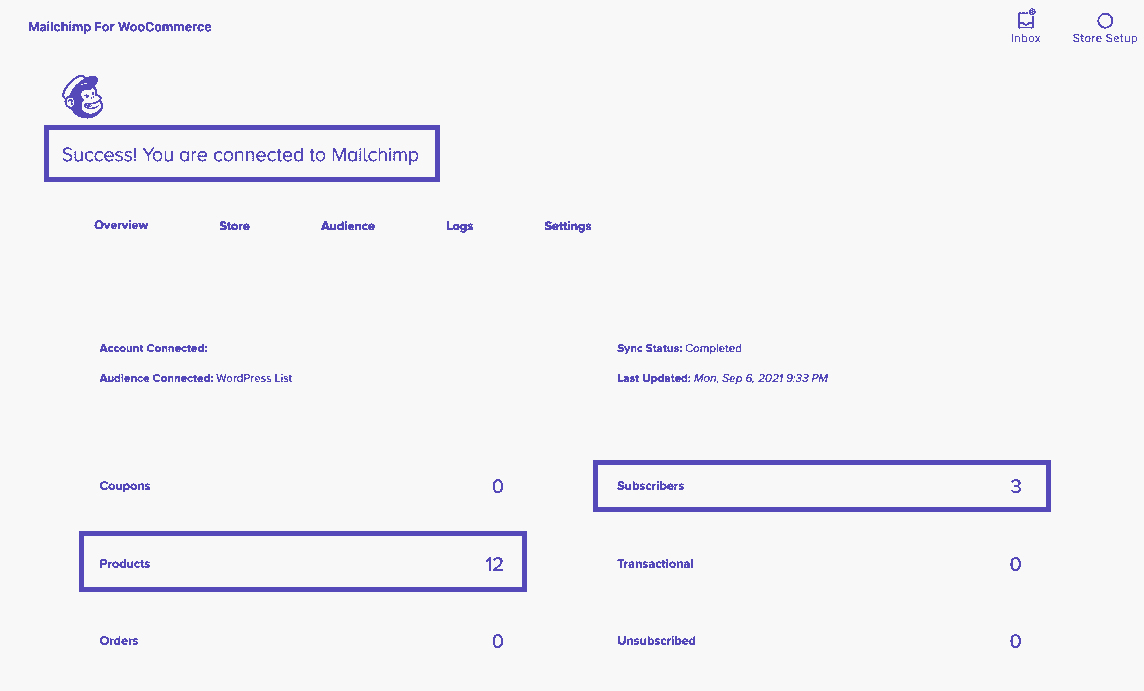 Mailchimp For WooCommerce
Inbox
Store Setup
Success! You are connected to Mailchimp
Overview Store Audience Logs Settings
Account Connected:
Sync Status: Completed
Audience Connected: WordPress List
Last Updated: Mon, Sep 6, 2021 9:33 PM
Coupons 0
Subscribers 3
Products 12
Transactional 0
Orders 0
Unsubscribed 0